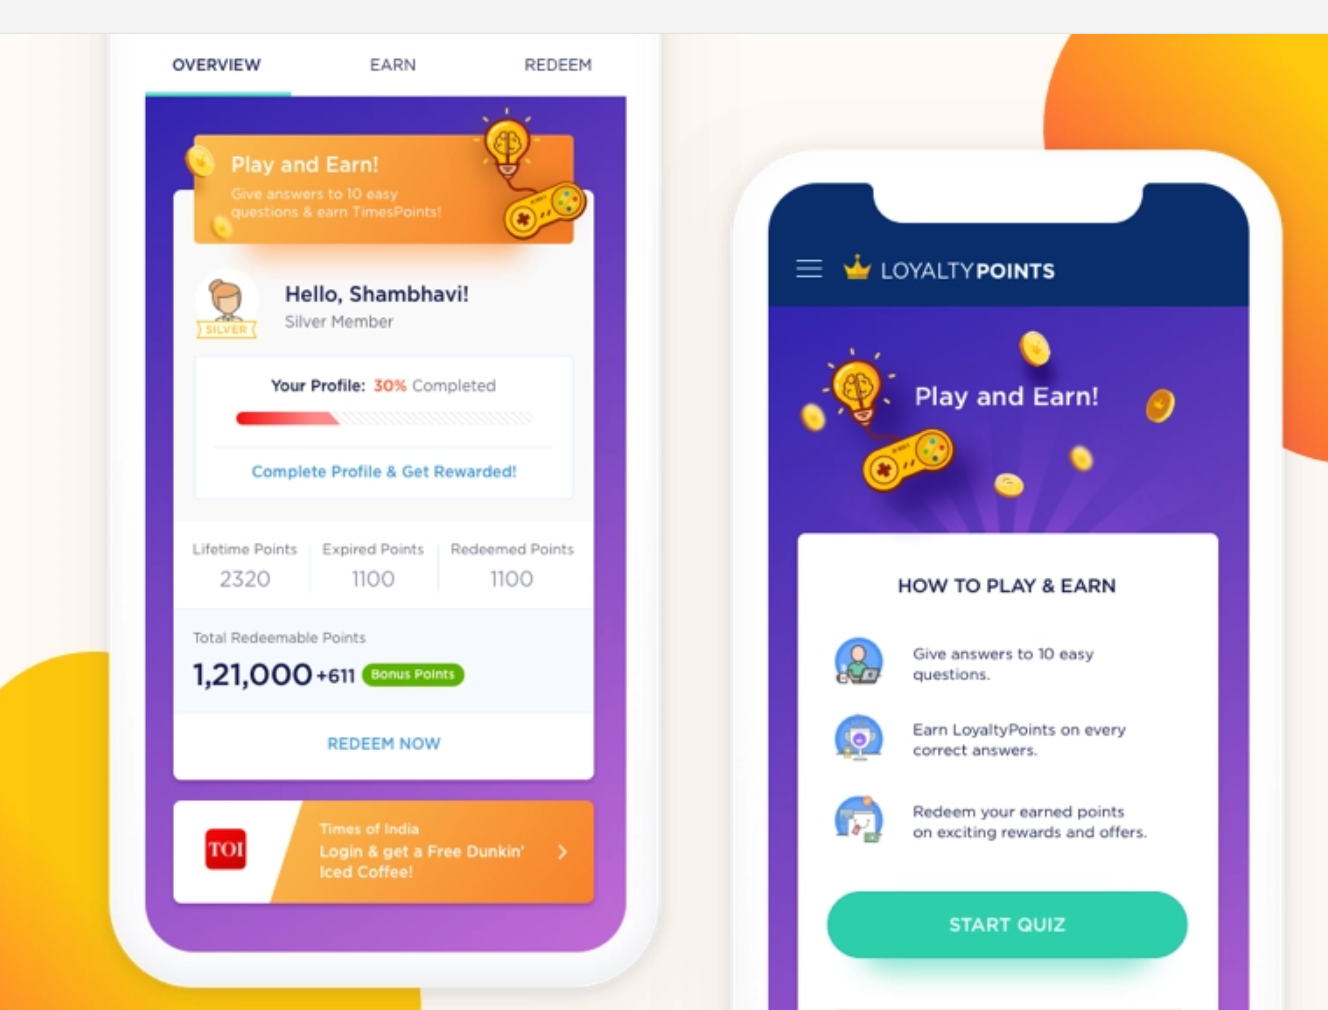 OVERVIEW
EARN
REDEEM
Play and Earn!
Give answers to 10 easy
questions & earn TimesPoints!
SILVER
Hello, Shambhavi!
Silver Member
Your Profile: 30% Completed
Complete Profile & Get Rewarded!
Lifetime Points
2320
Expired Points
1100
Redeemed Points
1100
Total Redeemable Points
1,21,000 +611 Bonus Points
REDEEM NOW
TOI
Times of India
Login & get a Free Dunkin'
Iced Coffee!
LOYALTYPOINTS
Play and Earn!
HOW TO PLAY & EARN
Give answers to 10 easy
questions.
Earn LoyaltyPoints on every
correct answers.
Redeem your earned points
on exciting rewards and offers.
START QUIZ